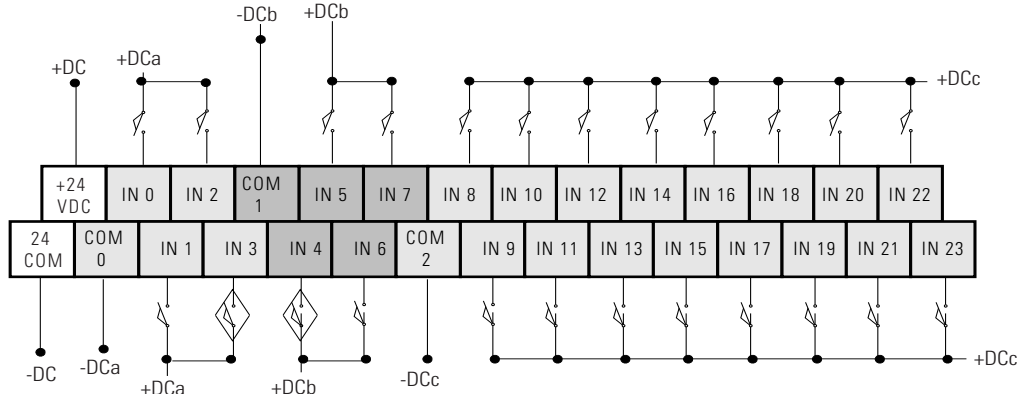 -DCb
+DCb
+DC
+DCa
+DCc
+24 VDC
IN 0
IN 2
COM 1
IN 5
IN 7
IN 8
IN 10
IN 12
IN 14
IN 16
IN 18
IN 20
IN 22
24 COM
COM 0
IN 1
IN 3
IN 4
IN 6
COM 2
IN 9
IN 11
IN 13
IN 15
IN 17
IN 19
IN 21
IN 23
-DC
-DCa
+DCa
+DCb
-DCc
+DCc